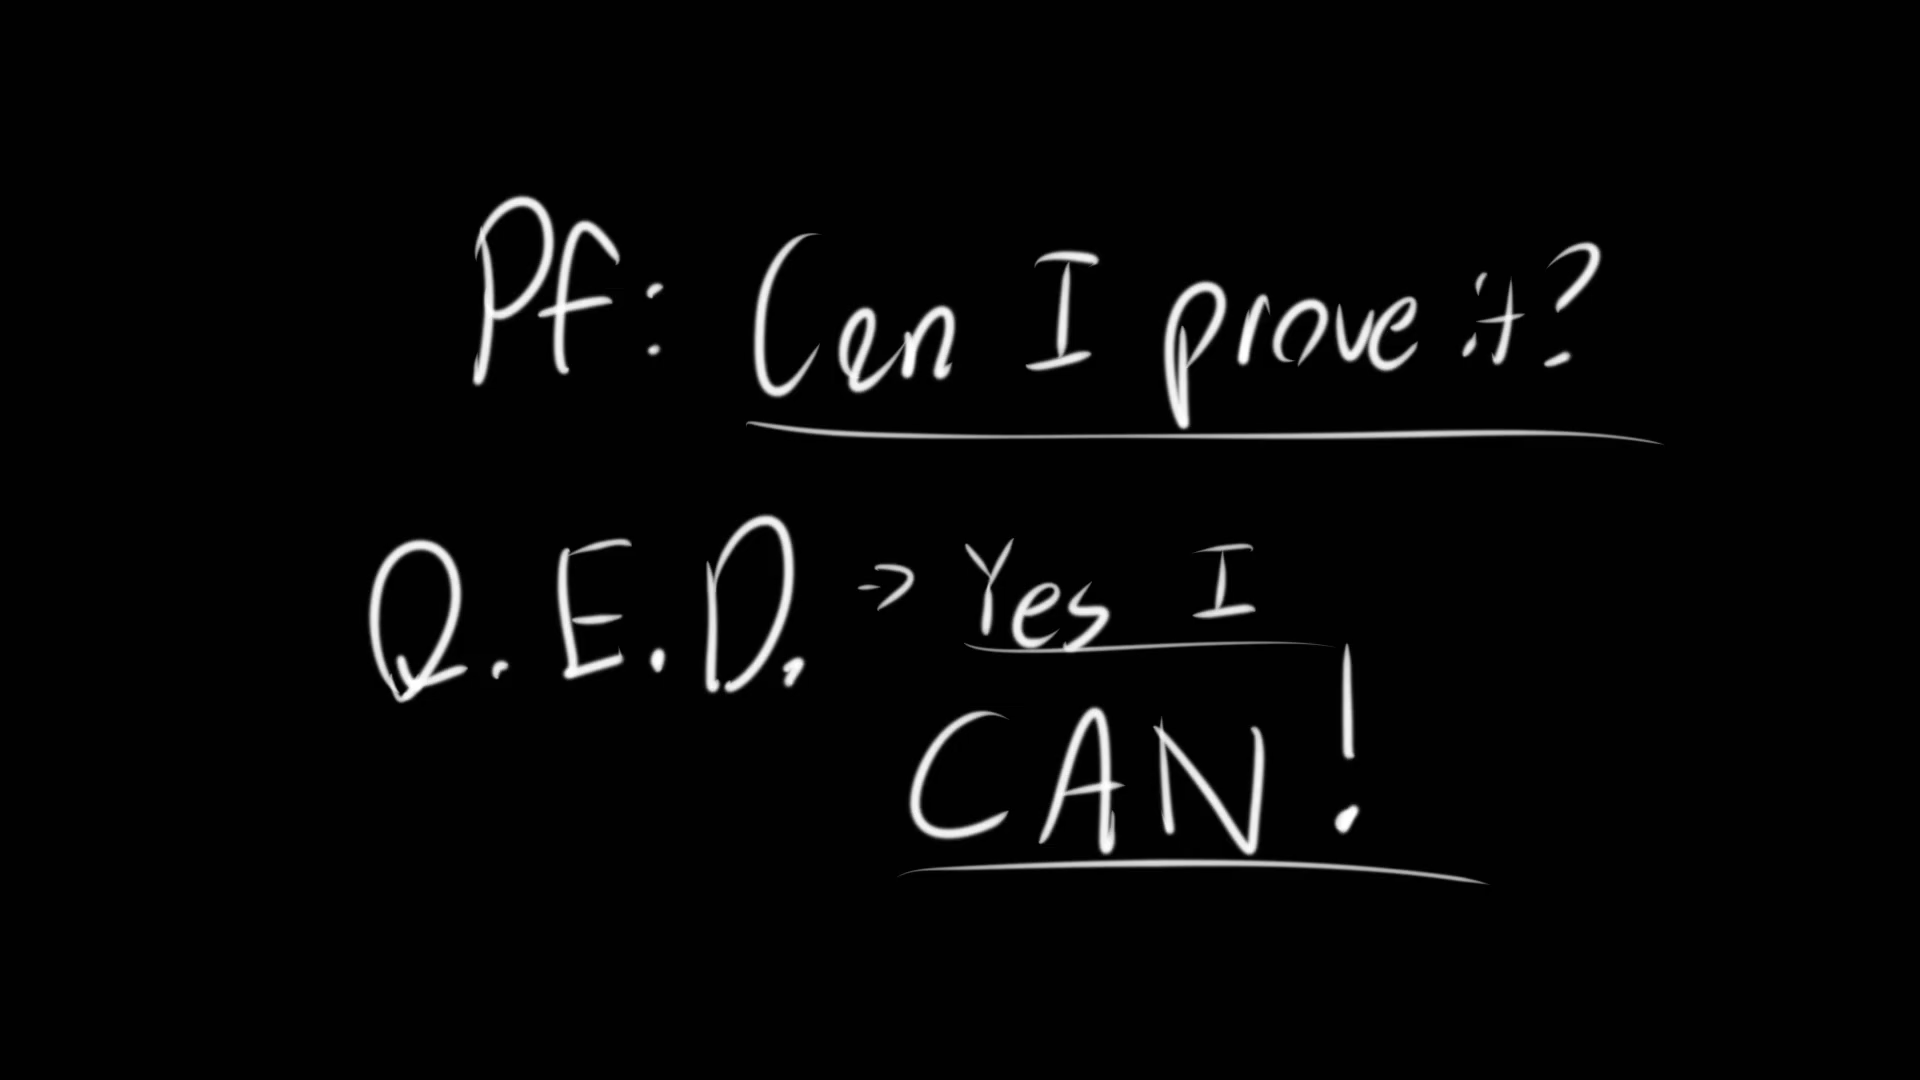 Pf: Can I prove it?
Q.E.D. → Yes I
CAN!